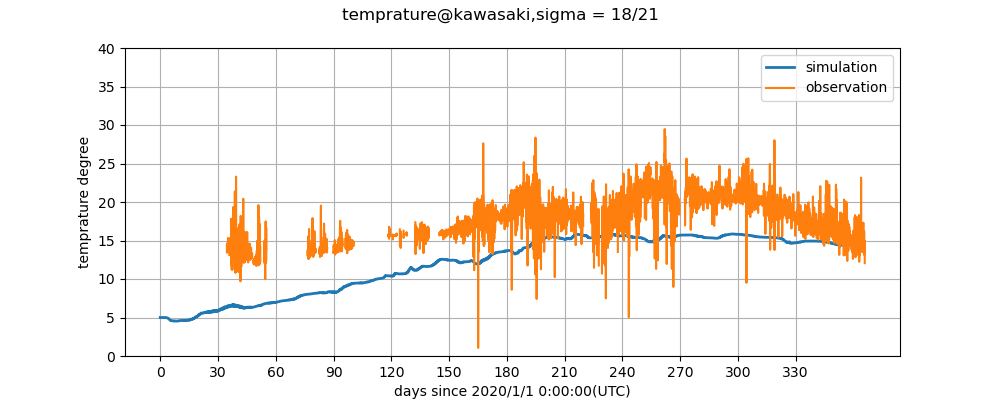 temprature@kawasaki,sigma = 18/21
simulation
observation
temprature degree
40
35
30
25
20
15
10
5
0
0 30 60 90 120 150 180 210 240 270 300 330
days since 2020/1/1 0:00:00(UTC)